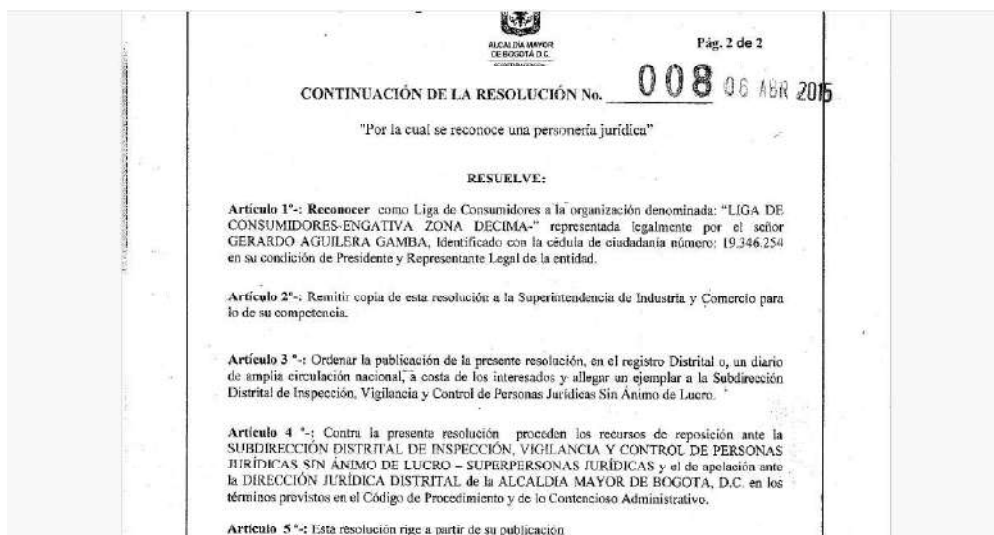 ALCALDIA MAYOR
DE BOGOTÁ D.C.
Pág. 2 de 2
CONTINUACIÓN DE LA RESOLUCIÓN No. 008 06 ABR 2015
"Por la cual se reconoce una personería jurídica"
RESUELVE:
Artículo 1°-: Reconocer como Liga de Consumidores a la organización denominada: "LIGA DE
CONSUMIDORES-ENGATIVA ZONA DECIMA-" representada legalmente por el señor
GERARDO AGUILERA GAMBA, Identificado con la cédula de ciudadanía número: 19.346.254
en su condición de Presidente y Representante Legal de la entidad.
Artículo 2°-: Remitir copia de esta resolución a la Superintendencia de Industria y Comercio para
lo de su competencia.
Artículo 3 °-: Ordenar la publicación de la presente resolución, en el registro Distrital o, un diario
de amplia circulación nacional, a costa de los interesados y allegar un ejemplar a la Subdirección
Distrital de Inspección, Vigilancia y Control de Personas Jurídicas Sin Ánimo de Lucro.
Artículo 4 °-: Contra la presente resolución proceden los recursos de reposición ante la
SUBDIRECCIÓN DISTRITAL DE INSPECCIÓN, VIGILANCIA Y CONTROL DE PERSONAS
JURÍDICAS SIN ÁNIMO DE LUCRO – SUPERPERSONAS JURÍDICAS y el de apelación ante
la DIRECCIÓN JURÍDICA DISTRITAL de la ALCALDIA MAYOR DE BOGOTA, D.C. en los
términos previstos en el Código de Procedimiento y de lo Contencioso Administrativo.
Artículo 5 °-: Esta resolución rige a partir de su publicación